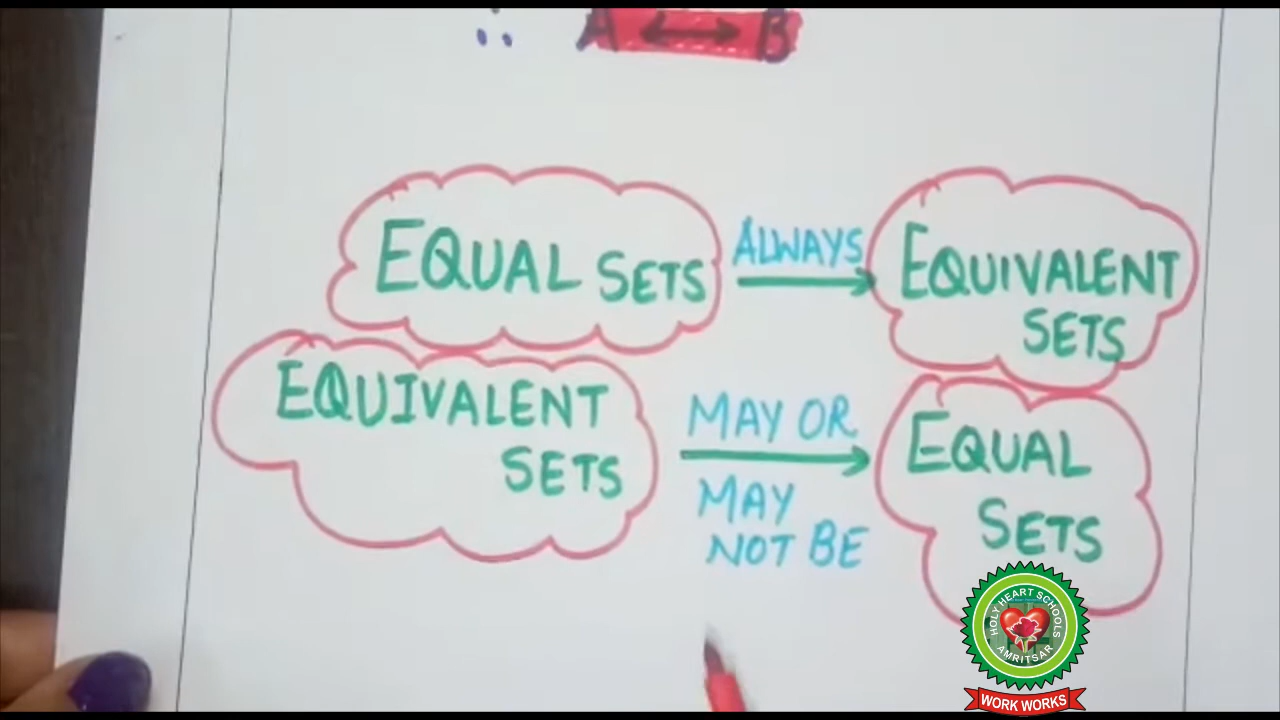 ∴ A ↔ B
EQUAL SETS
ALWAYS
EQUIVALENT
SETS
EQUIVALENT
SETS
MAY OR
MAY
NOT BE
EQUAL
SETS
HOLY HEART SCHOOLS
AMRITSAR
WORK WORKS